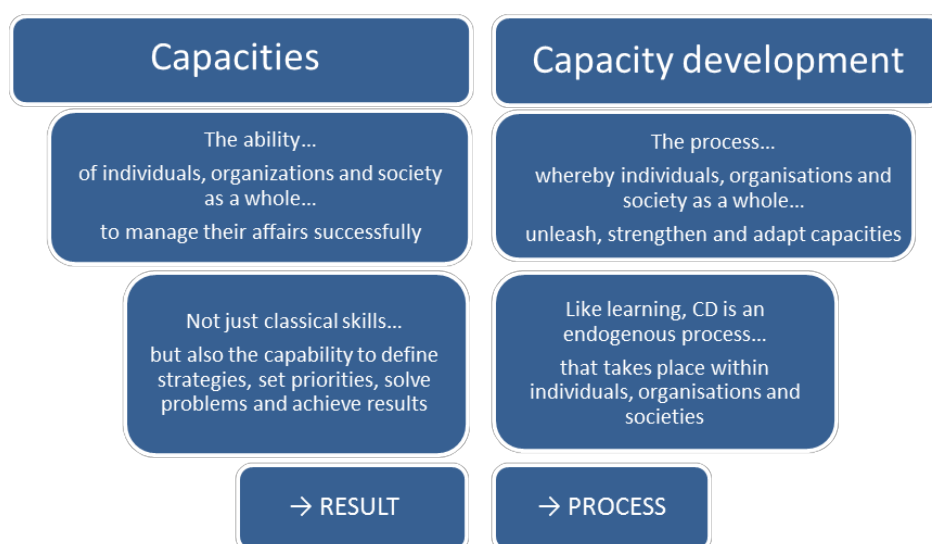 Capacities
The ability...
of individuals, organizations and society
as a whole...
to manage their affairs successfully
Not just classical skills...
but also the capability to define
strategies, set priorities, solve
problems and achieve results
→ RESULT
Capacity development
The process...
whereby individuals, organisations and
society as a whole...
unleash, strengthen and adapt capacities
Like learning, CD is an
endogenous process...
that takes place within
individuals, organisations and
societies
→ PROCESS